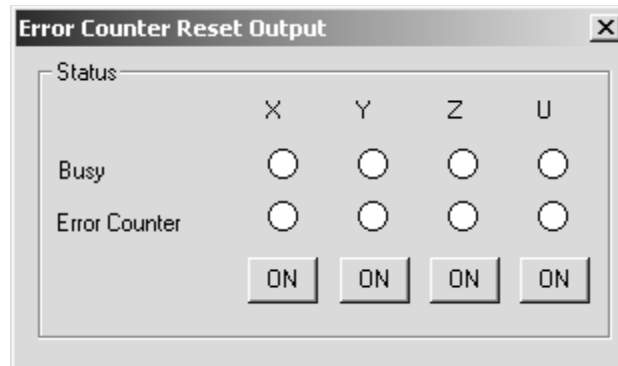 Error Counter Reset Output
Status
X Y Z U
Busy
Error Counter
ON ON ON ON